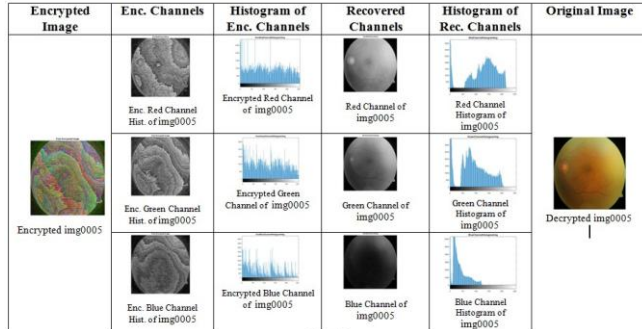 Encrypted Image
Enc. Channels
Histogram of Enc. Channels
Recovered Channels
Histogram of Rec. Channels
Original Image
Encrypted img0005
Enc. Red Channel
Hist. of img0005
Encrypted Red Channel
of img0005
Red Channel of
img0005
Red Channel
Histogram of
img0005
Enc. Green Channel
Hist. of img0005
Encrypted Green
Channel of img0005
Green Channel of
img0005
Green Channel
Histogram of
img0005
Enc. Blue Channel
Hist. of img0005
Encrypted Blue Channel
of img0005
Blue Channel of
img0005
Blue Channel
Histogram of
img0005
Decrypted img0005